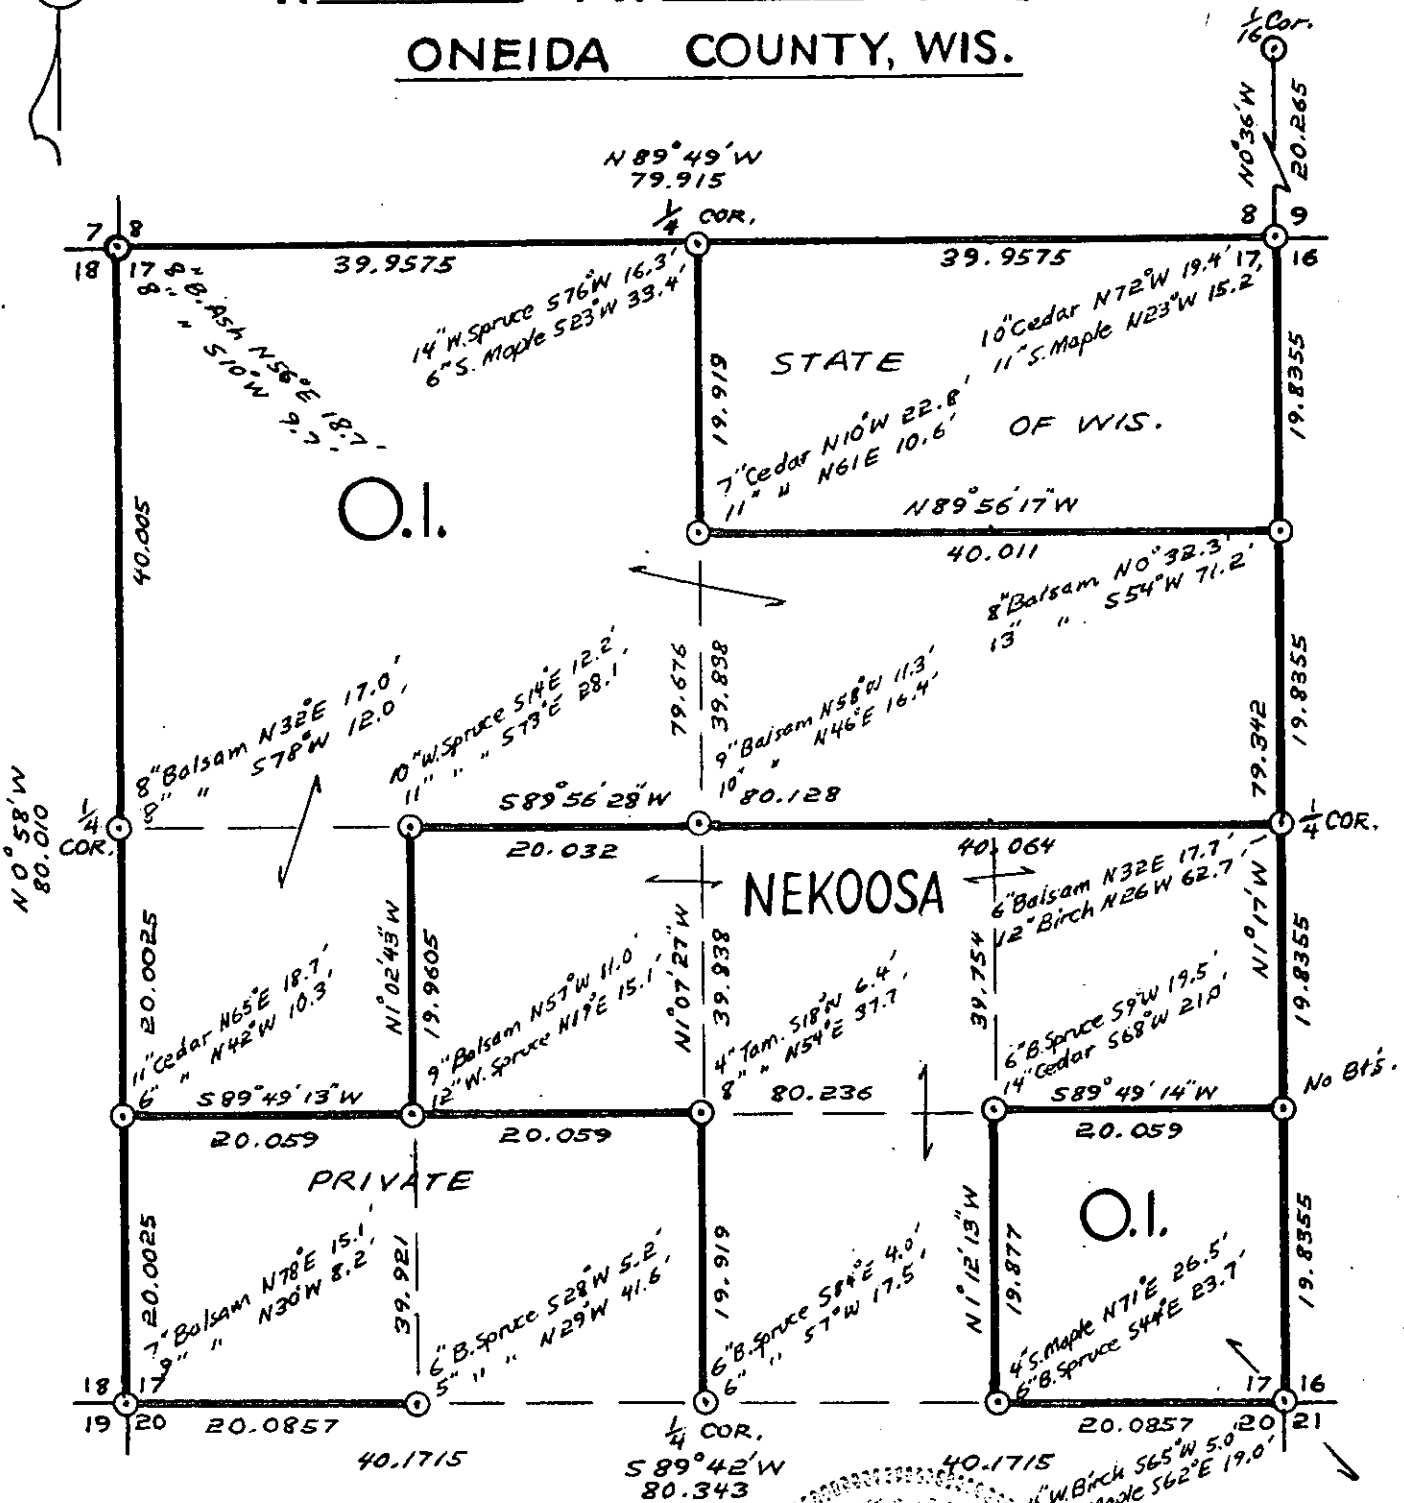 ONEIDA COUNTY, WIS.
1/16 Cor.
N0°36'W
20.265
N 89°49'W
79.915
1/4 COR.
7 8
18 17
8 9
17 16
39.9575
39.9575
8" B. Ash N56°E 18.7'
8" " S10°W 9.7'
14" W. Spruce S76°W 16.3'
6" S. Maple S23°W 33.4'
10" Cedar N72°W 19.4'
11" S. Maple N23°W 15.2'
STATE
OF WIS.
19.919
19.8355
7" Cedar N10°W 22.8'
11" " N61E 10.6'
O.I.
N89°56'17"W
40.011
40.005
8" Balsam N0° 32.3'
13" " S54°W 71.2'
79.676
39.838
19.8355
79.342
8" Balsam N32°E 17.0'
8" " S78°W 12.0'
10" W. Spruce S14°E 12.2'
11" " " S73°E 28.1'
9" Balsam N58°W 11.3'
10" " N46°E 16.4'
N0°58'W
80.010
1/4 COR.
S89°56'28"W
80.128
20.032
40.064
1/4 COR.
NEKOOSA
6" Balsam N32E 17.7'
12" Birch N26W 62.7'
20.0025
N1°02'43"W
19.9605
N1°07'27"W
39.838
39.754
N1°17'W
19.8355
11" Cedar N65°E 18.7'
6" " N42°W 10.3'
9" Balsam N57°W 11.0'
12" W. Spruce N19°E 15.1'
4" Tam. S18°W 6.4'
8" " N54°E 37.7'
6" B. Spruce S9°W 19.5'
14" Cedar S68°W 21.0'
No Bt's.
S89°49'13"W
80.236
S89°49'14"W
20.059
20.059
20.059
PRIVATE
O.I.
20.0025
39.921
19.919
N1°12'13"W
19.877
19.8355
7" Balsam N78°E 15.1'
9" " N30°W 8.2'
6" B. Spruce S28°W 5.2'
5" " " N29°W 41.6'
6" B. Spruce S84°E 4.0'
6" " S7°W 17.5'
4" S. Maple N71°E 26.5'
6" B. Spruce S44°E 23.7'
18 17
19 20
17 16
20 21
20.0857
20.0857
1/4 COR.
40.1715
S89°42'W
80.343
40.1715
W. Birch S65°W 5.0'
Maple S62°E 19.0'